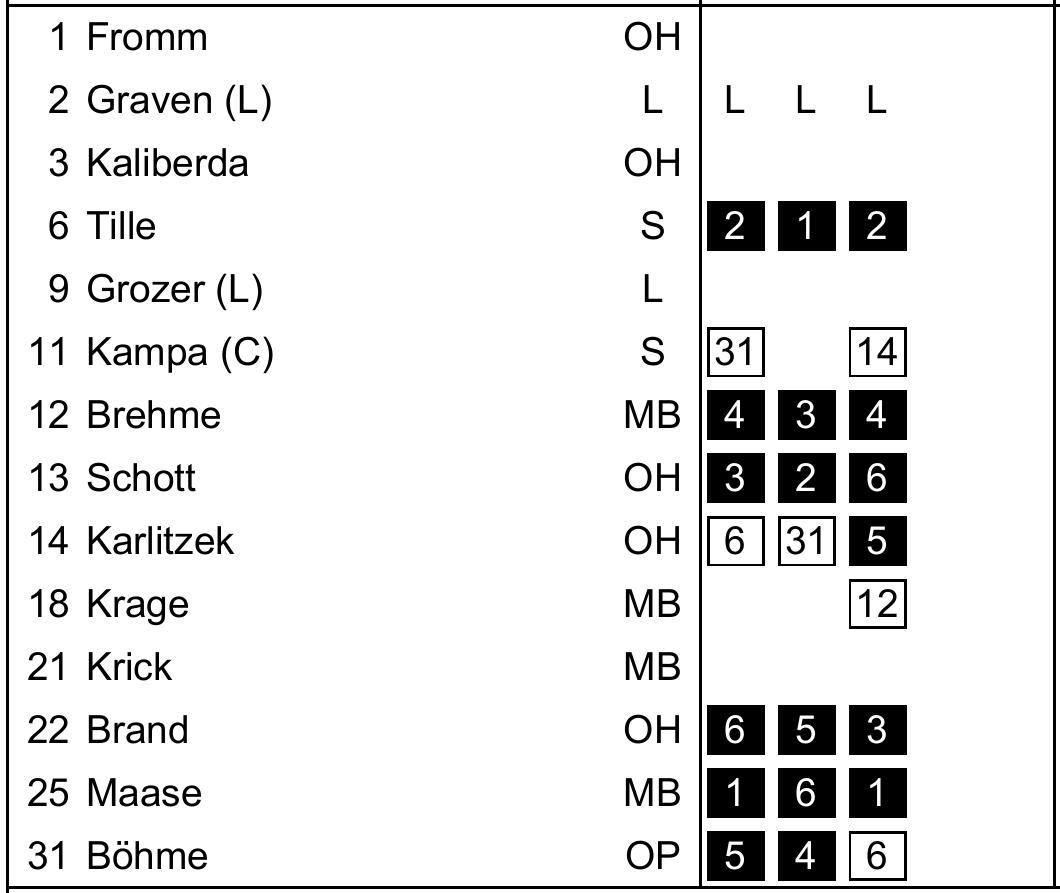 1 Fromm OH
2 Graven (L) L L L L
3 Kaliberda OH
6 Tille S 2 1 2
9 Grozer (L) L
11 Kampa (C) S 31 14
12 Brehme MB 4 3 4
13 Schott OH 3 2 6
14 Karlitzek OH 6 31 5
18 Krage MB 12
21 Krick MB
22 Brand OH 6 5 3
25 Maase MB 1 6 1
31 Böhme OP 5 4 6